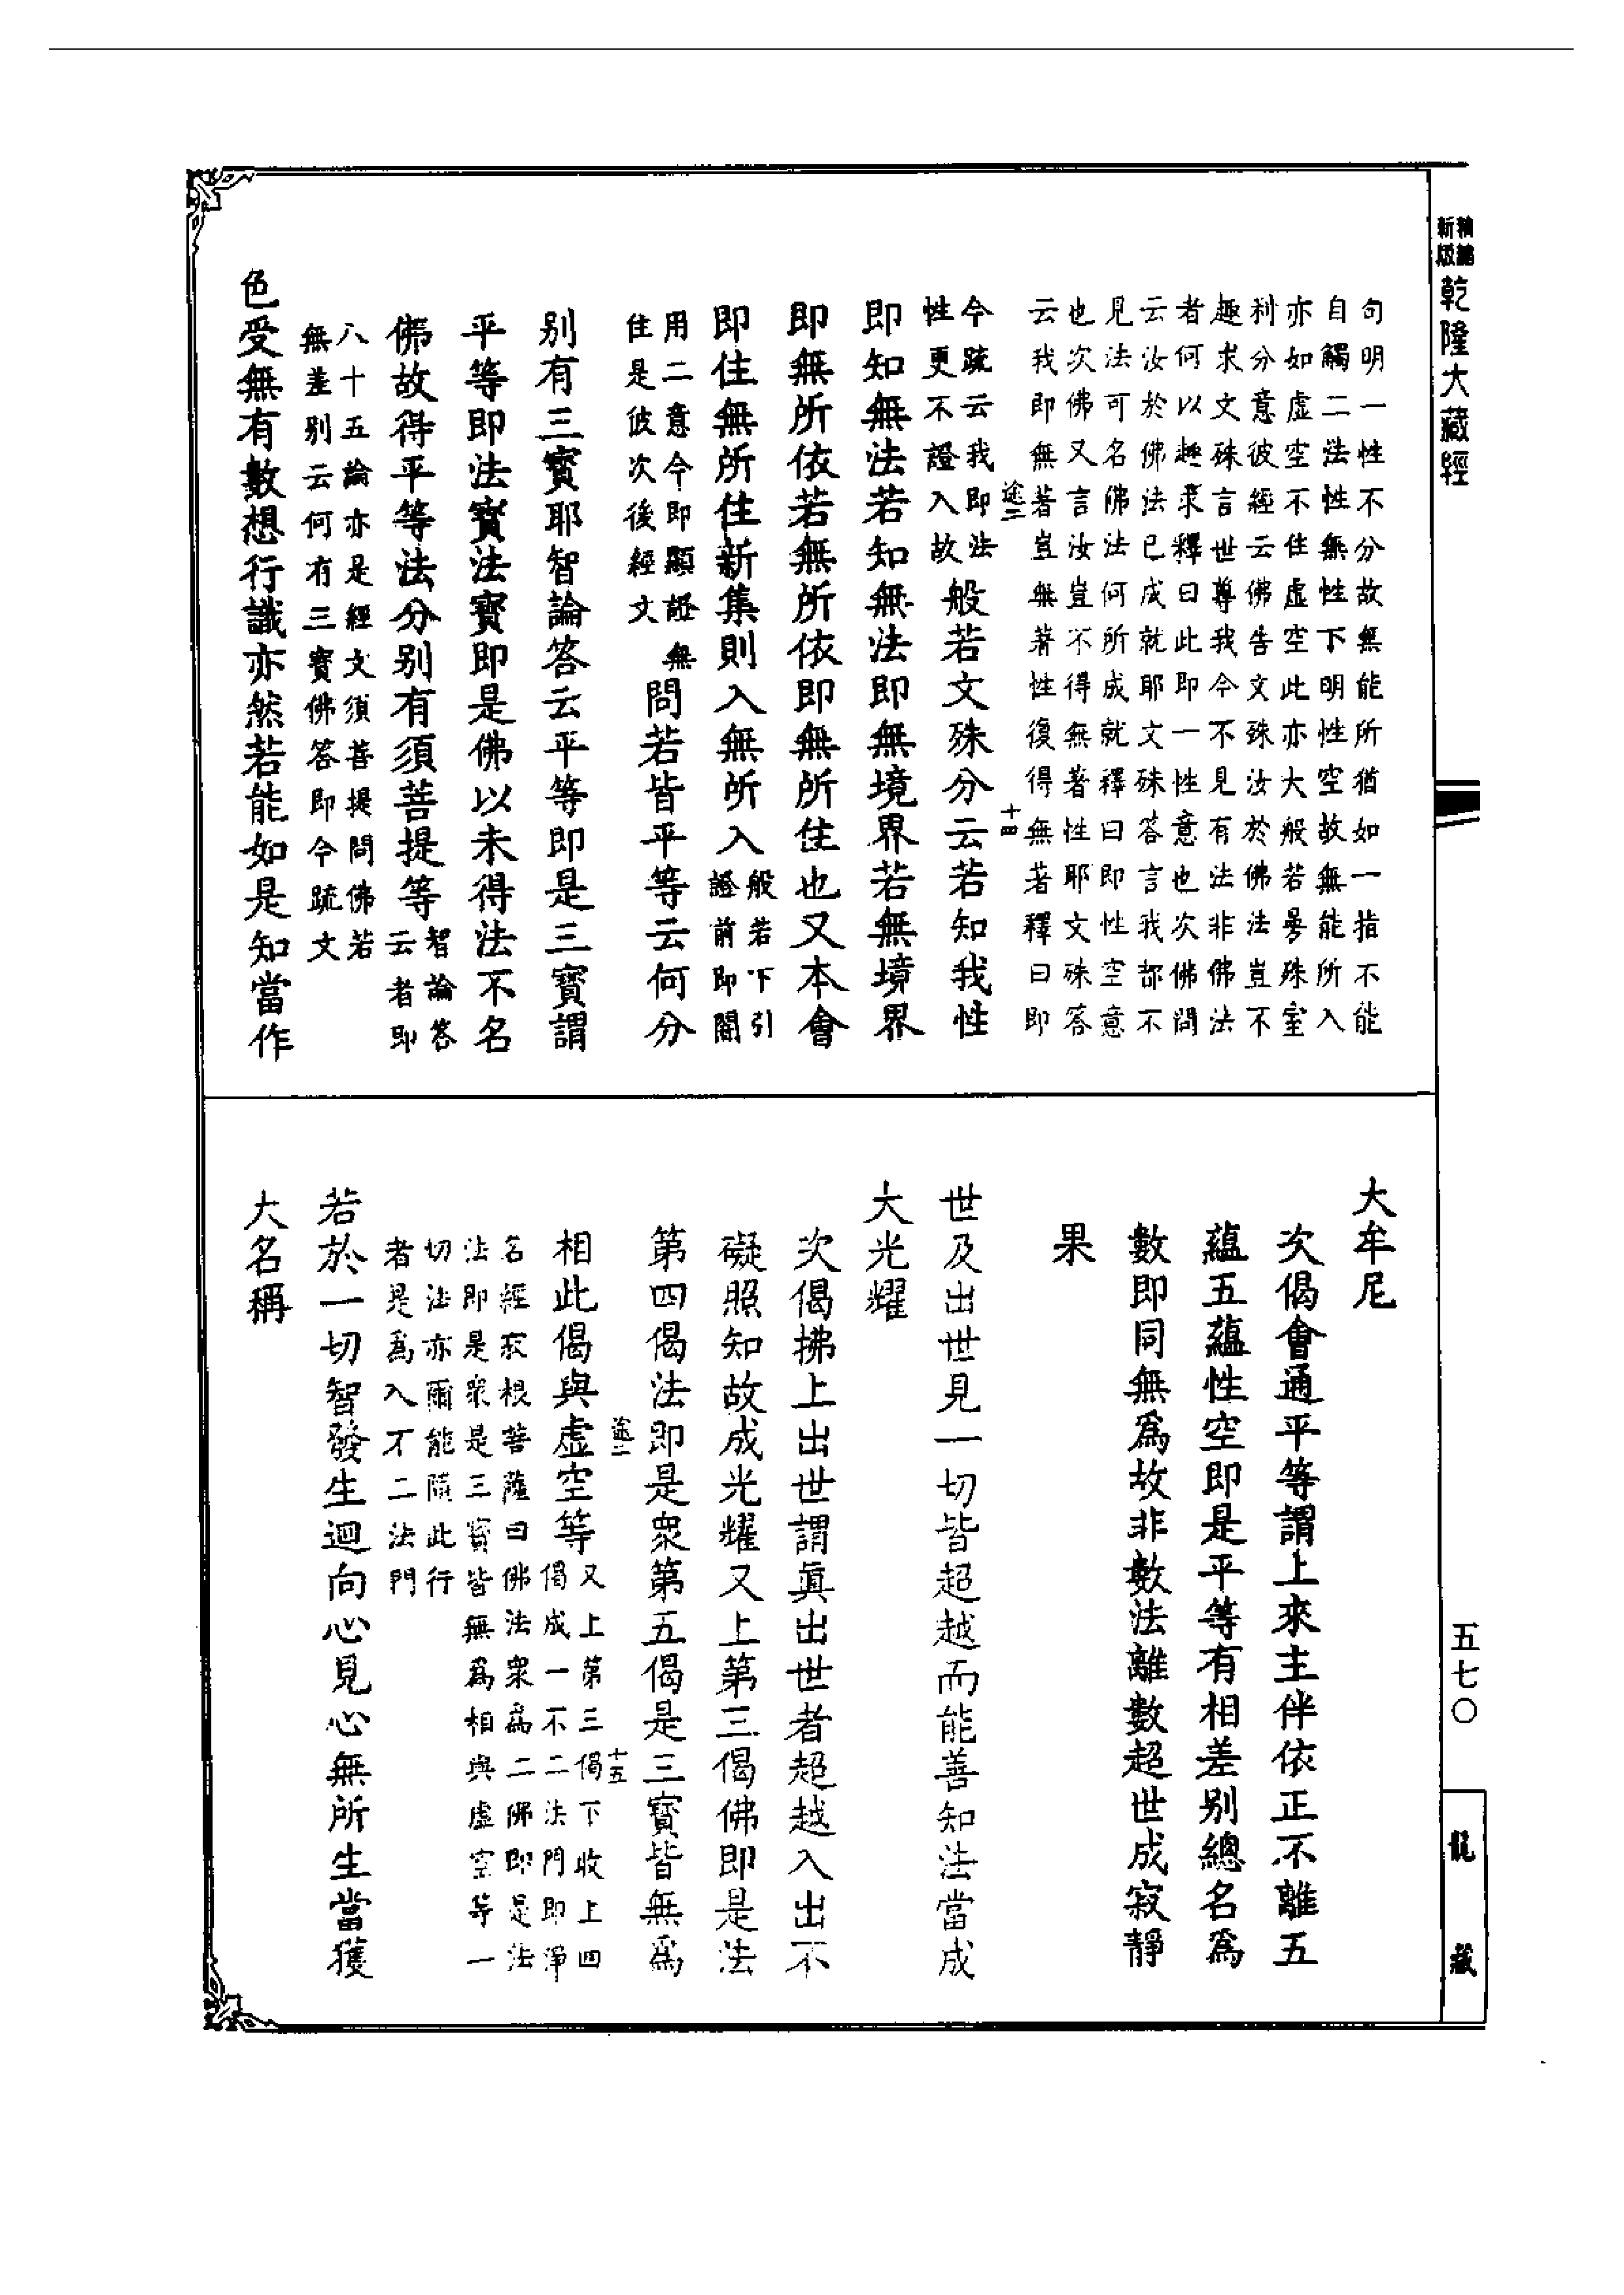 精縮新版 乾隆大藏經
句明一性不分故無能所猶如一指不能
自觸二法性無性下明性空故無能所入
亦如虛空不住虛空此亦大般若曼殊室
利分意彼經云佛告文殊汝於佛法豈不
趣求文殊言世尊我今不見有法非佛法
者何以趣求釋曰此即一性意也次佛問
云汝於佛法已成就耶文殊答言我都不
見法可名佛法何所成就釋曰即性空意
也次佛又言汝豈不得無著性耶文殊答
云我即無著豈無著性復得無著釋曰即
十四
今疏云我即法
性更不證入故
般若文殊分云若知我性
即知無法若知無法即無境界若無境界
即無所依若無所依即無所住也又本會
即住無所住新集則入無所入
般若下引
證前即闇
用二意今即顯證無
住是彼次後經文
問若皆平等云何分
別有三寶耶智論答云平等即是三寶謂
平等即法寶法寶即是佛以未得法不名
佛故得平等法分別有須菩提等
智論答
云者即
八十五論亦是經文須菩提問佛若
無差別云何有三寶佛答即今疏文
色受無有數想行識亦然若能如是知當作
大牟尼
次偈會通平等謂上來主伴依正不離五
蘊五蘊性空即是平等有相差別總名為
數即同無為故非數法離數超世成寂靜
果
世及出世見一切皆超越而能善知法當成
大光耀
次偈拂上出世謂真出世者超越入出不
礙照知故成光耀又上第三偈佛即是法
第四偈法即是眾第五偈是三寶皆無為
十五
相此偈與虛空等
又上第三偈下收上四
偈成一不二法門即淨
名經寂根菩薩曰佛法眾為二佛即是法
法即是眾是三寶皆無為相與虛空等一
切法亦爾能隨此行
者是為入不二法門
若於一切智發生迴向心見心無所生當獲
大名稱
五七〇
龍藏